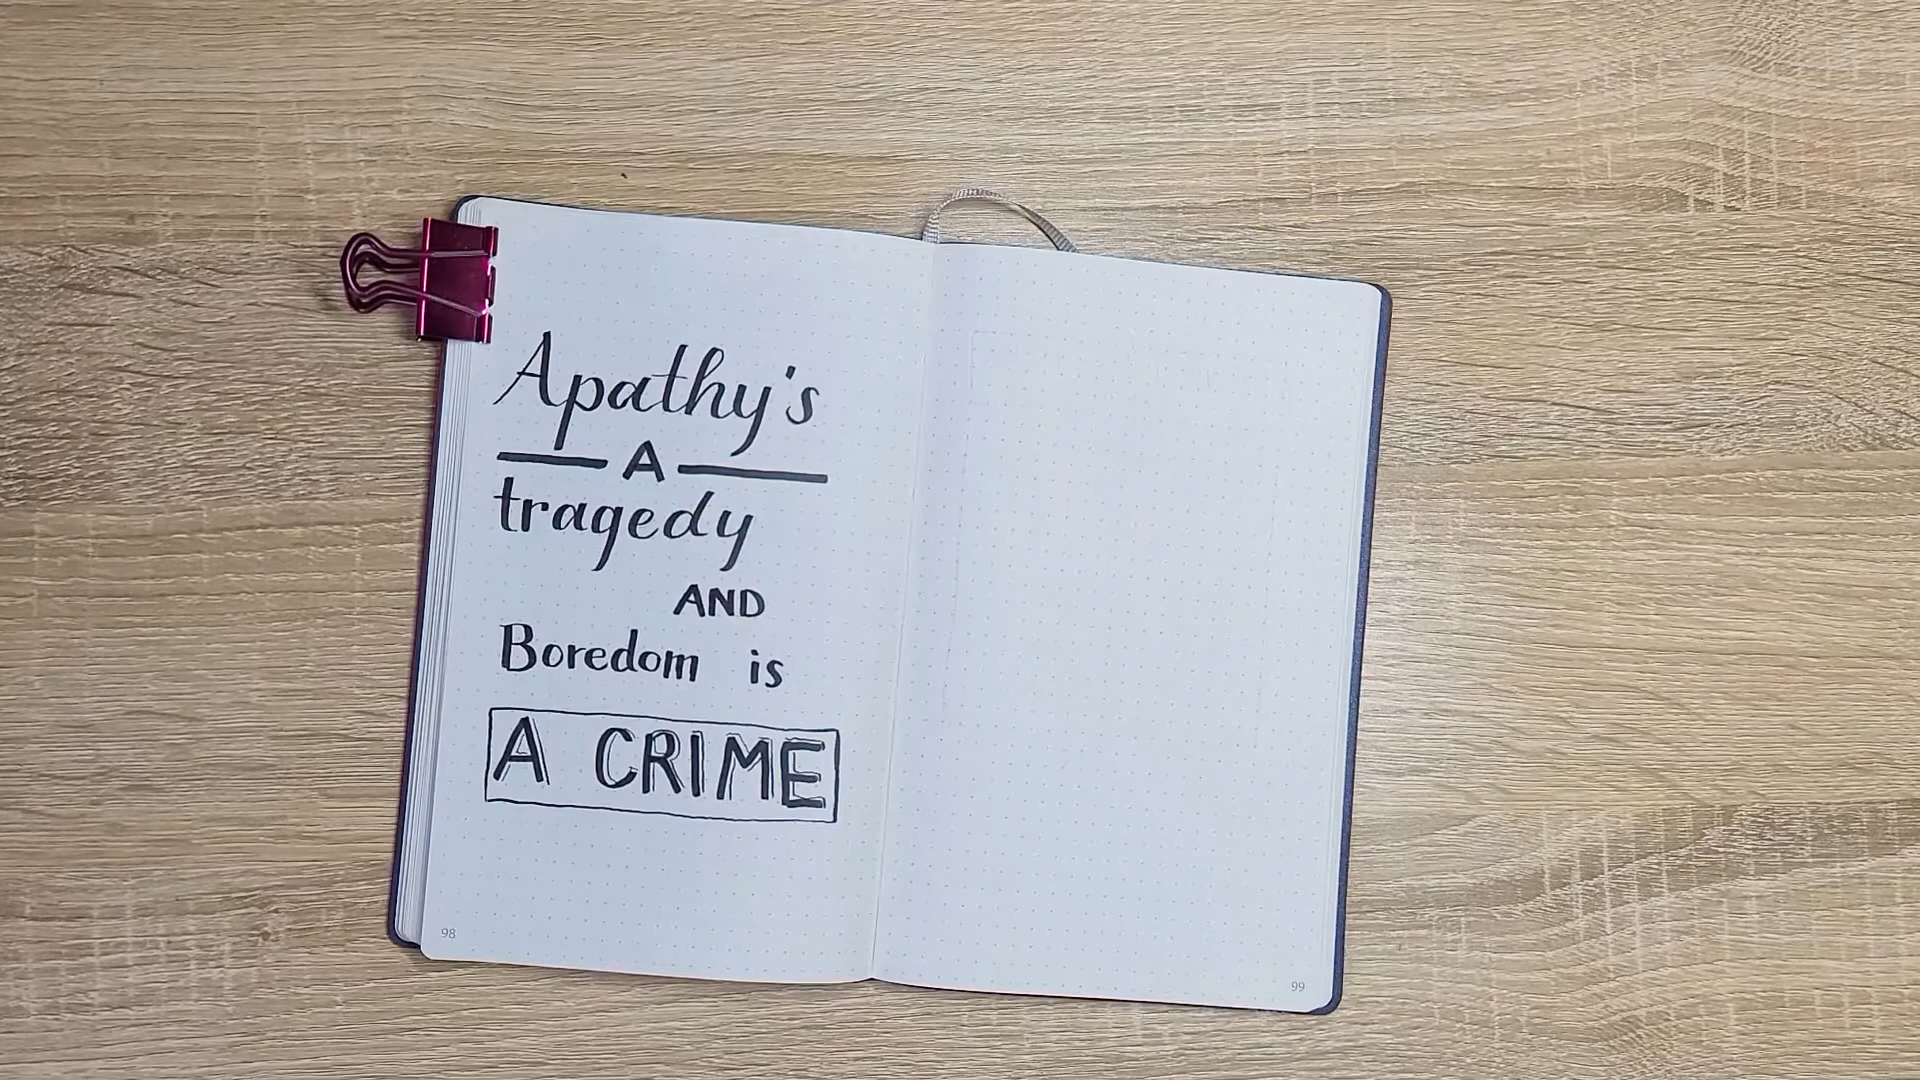 Apathy's
A
tragedy
AND
Boredom is
A CRIME
98
99